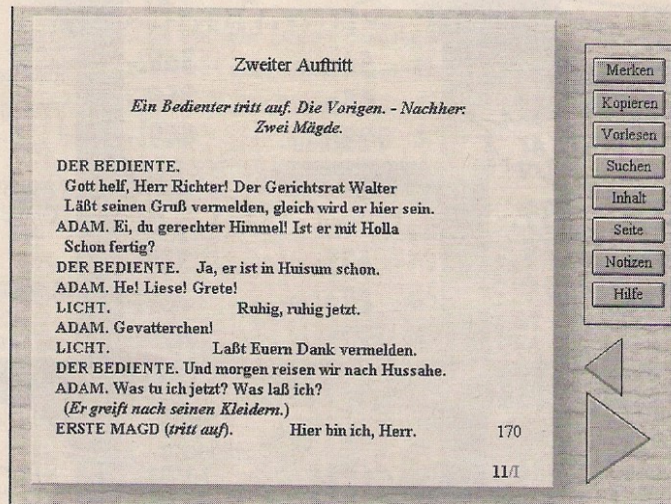 Zweiter Auftritt
Ein Bedienter tritt auf. Die Vorigen. - Nachher:
Zwei Mägde.
DER BEDIENTE.
Gott helf, Herr Richter! Der Gerichtsrat Walter
Läßt seinen Gruß vermelden, gleich wird er hier sein.
ADAM. Ei, du gerechter Himmel! Ist er mit Holla
Schon fertig?
DER BEDIENTE. Ja, er ist in Huisum schon.
ADAM. He! Liese! Grete!
LICHT. Ruhig, ruhig jetzt.
ADAM. Gevatterchen!
LICHT. Laßt Euern Dank vermelden.
DER BEDIENTE. Und morgen reisen wir nach Hussahe.
ADAM. Was tu ich jetzt? Was laß ich?
(Er greift nach seinen Kleidern.)
ERSTE MAGD (tritt auf). Hier bin ich, Herr. 170
11/I
Merken
Kopieren
Vorlesen
Suchen
Inhalt
Seite
Notizen
Hilfe